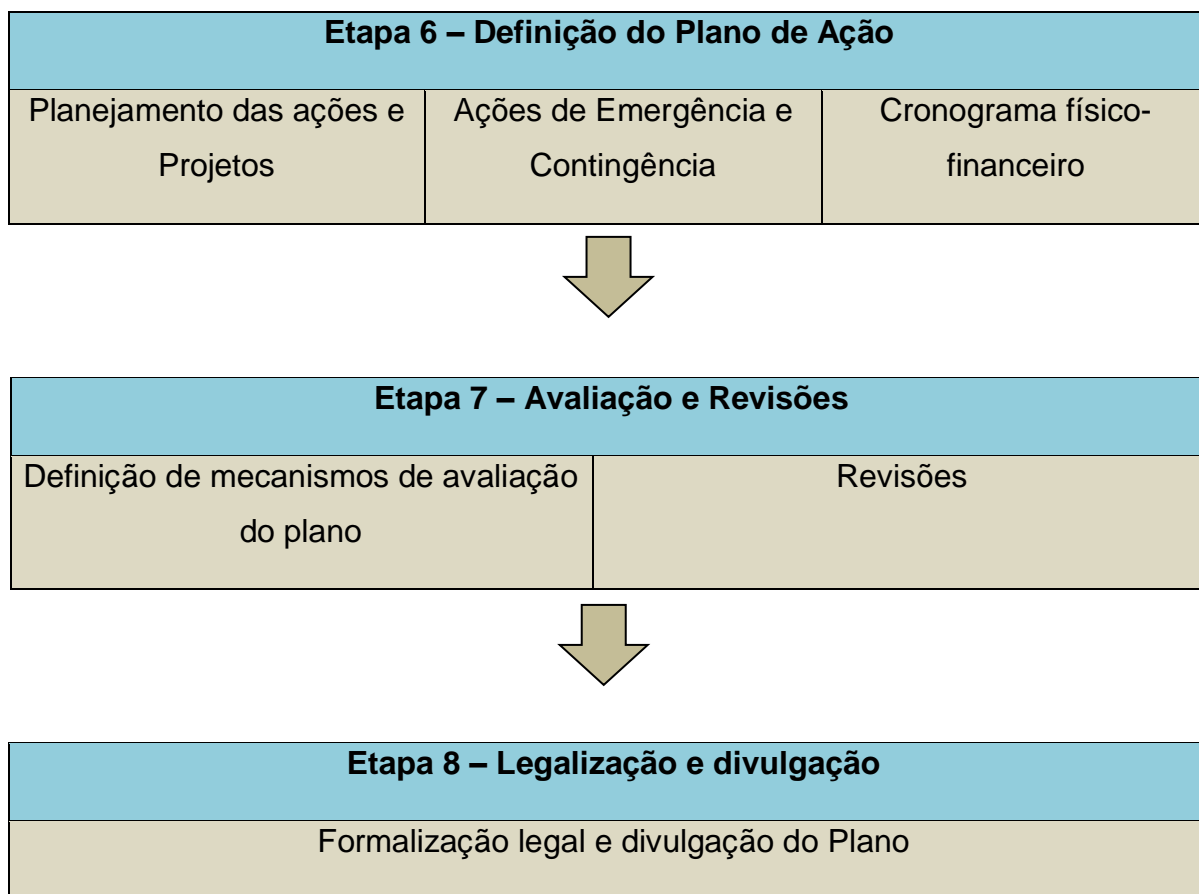 Etapa 6 – Definição do Plano de Ação
Planejamento das ações e
Projetos
Ações de Emergência e
Contingência
Cronograma físico-
financeiro
Etapa 7 – Avaliação e Revisões
Definição de mecanismos de avaliação
do plano
Revisões
Etapa 8 – Legalização e divulgação
Formalização legal e divulgação do Plano